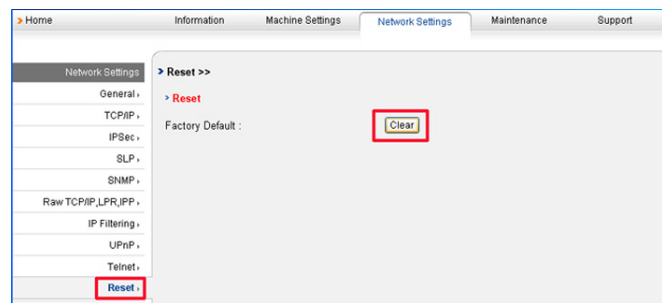 Home
Information
Machine Settings
Network Settings
Maintenance
Support
Network Settings
General
TCP/IP
IPSec
SLP
SNMP
Raw TCP/IP,LPR,IPP
IP Filtering
UPnP
Telnet
Reset
Reset >>
Reset
Factory Default :
Clear